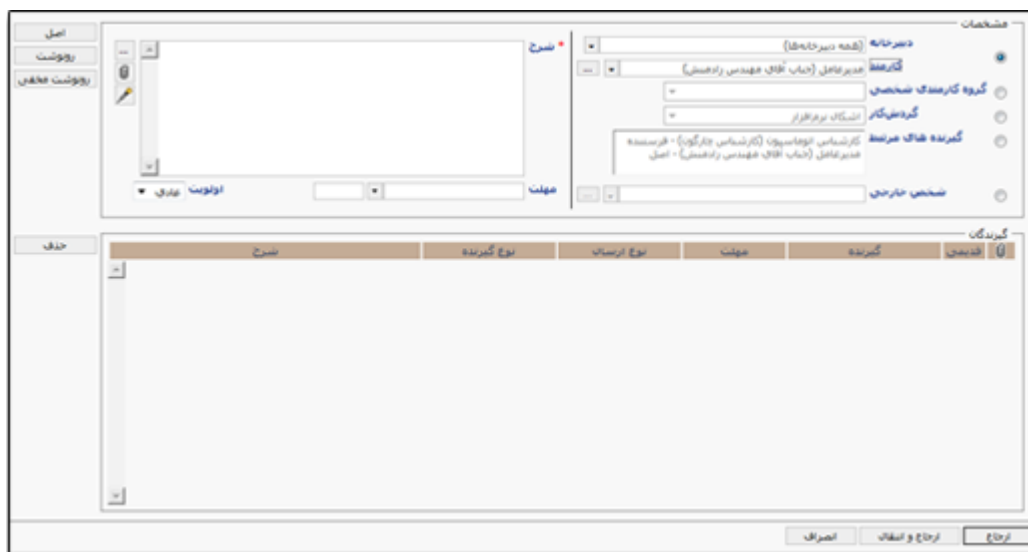 مشخصات
دبیرخانه (همه دبیرخانه‌ها)
کارمند مدیرعامل (جناب آقای مهندس رادمنش) ...
گروه کارمندی شخصی
گردش‌کار اشکال نرم‌افزار
گیرنده های مرتبط کارشناس اتوماسیون (کارشناس چارگون) - فرستنده
مدیرعامل (جناب آقای مهندس رادمنش) - اصل
شخص خارجی ...
* شرح
...
مهلت
اولویت عادی
اصل
رونوشت
رونوشت مخفی
گیرندگان
قدیمی گیرنده مهلت نوع ارسال نوع گیرنده شرح
حذف
ارجاع ارجاع و انتقال انصراف